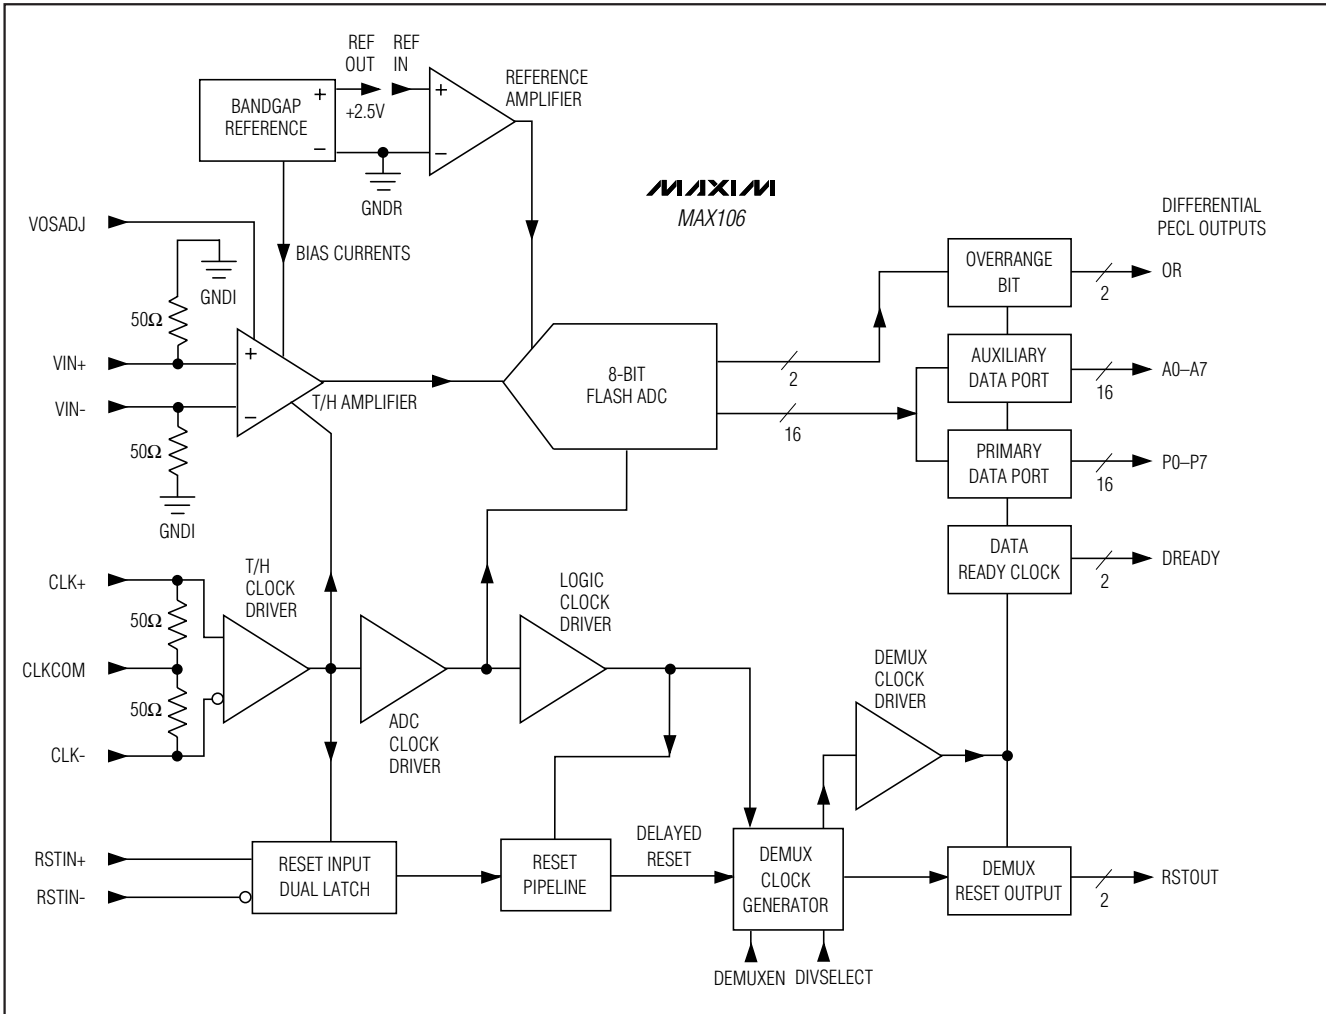 REF
OUT
REF
IN
REFERENCE
AMPLIFIER
BANDGAP
REFERENCE
+
−
+2.5V
+
−
GNDR
MAXIM
MAX106
DIFFERENTIAL
PECL OUTPUTS
VOSADJ
BIAS CURRENTS
GNDI
50Ω
VIN+
+
−
T/H AMPLIFIER
VIN-
50Ω
GNDI
8-BIT
FLASH ADC
2
16
OVERRANGE
BIT
2
OR
AUXILIARY
DATA PORT
16
A0–A7
PRIMARY
DATA PORT
16
P0–P7
DATA
READY CLOCK
2
DREADY
CLK+
50Ω
CLKCOM
50Ω
CLK-
T/H
CLOCK
DRIVER
ADC
CLOCK
DRIVER
LOGIC
CLOCK
DRIVER
DEMUX
CLOCK
DRIVER
RSTIN+
RSTIN-
RESET INPUT
DUAL LATCH
RESET
PIPELINE
DELAYED
RESET
DEMUX
CLOCK
GENERATOR
DEMUX
RESET OUTPUT
2
RSTOUT
DEMUXEN
DIVSELECT